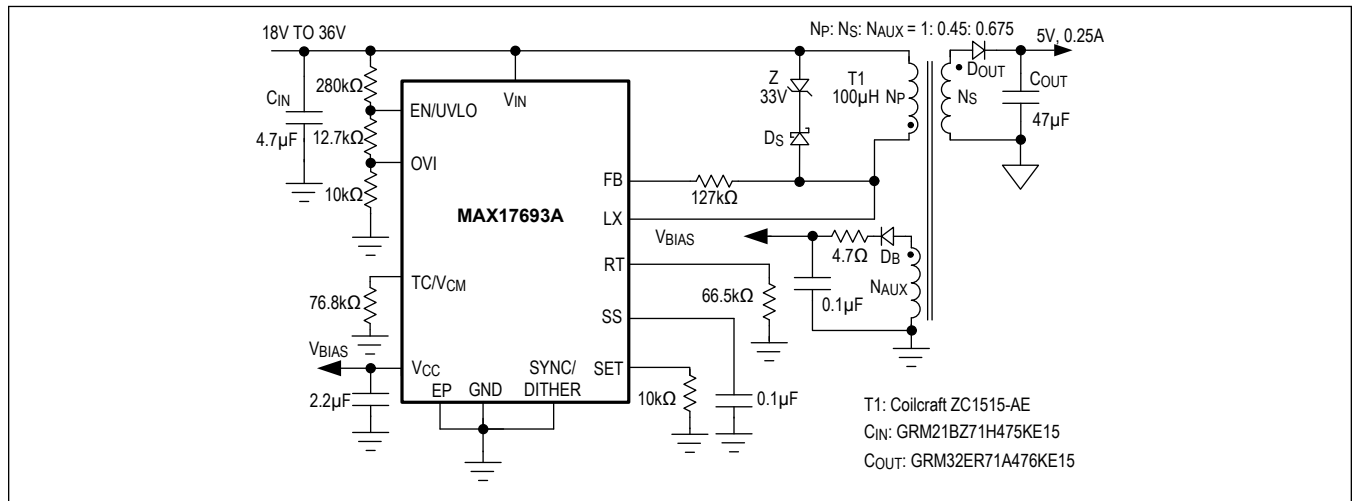 18V TO 36V
NP: NS: NAUX = 1: 0.45: 0.675
5V, 0.25A
CIN
4.7µF
280kΩ
12.7kΩ
10kΩ
EN/UVLO
OVI
VIN
MAX17693A
FB
LX
RT
SS
SET
TC/VCM
VCC
EP
GND
SYNC/
DITHER
76.8kΩ
VBIAS
2.2µF
Z
33V
DS
127kΩ
T1
100µH
NP
NS
DOUT
COUT
47µF
VBIAS
4.7Ω
DB
NAUX
0.1µF
66.5kΩ
10kΩ
0.1µF
T1: Coilcraft ZC1515-AE
CIN: GRM21BZ71H475KE15
COUT: GRM32ER71A476KE15